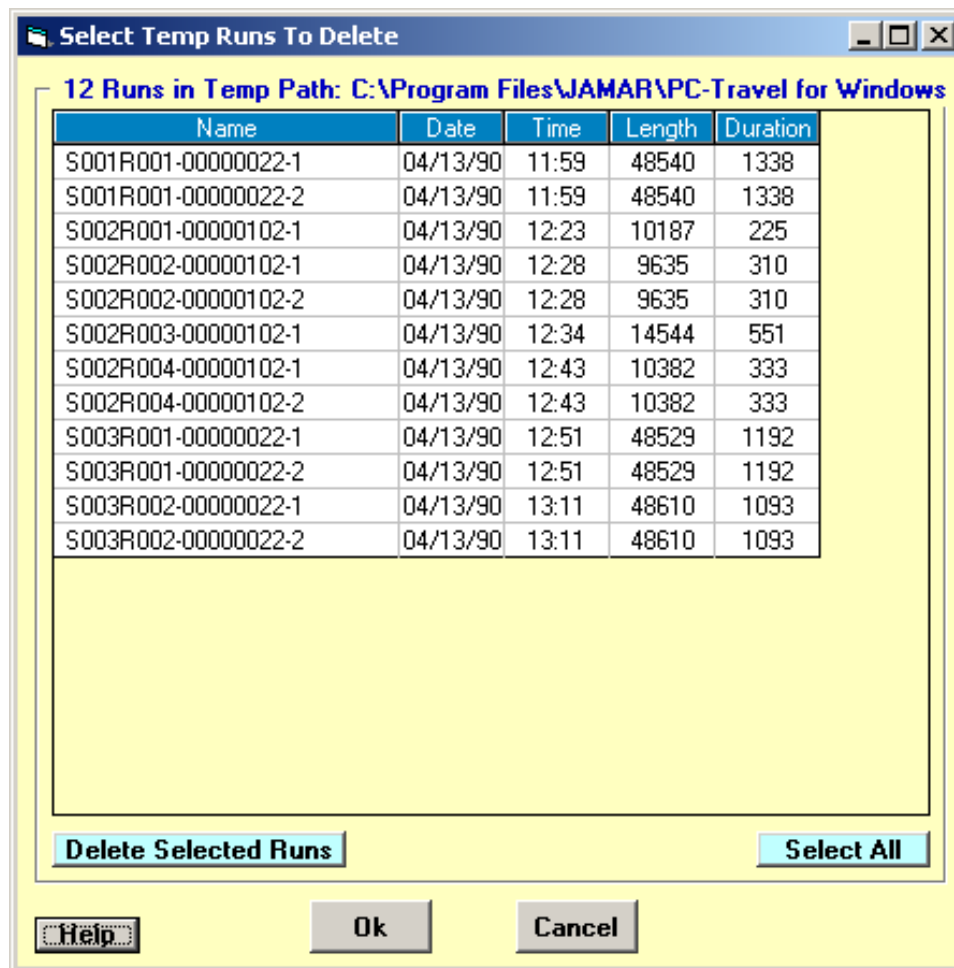 Select Temp Runs To Delete
12 Runs in Temp Path: C:\Program Files\JAMAR\PC-Travel for Windows
Name Date Time Length Duration
S001R001-00000022-1 04/13/90 11:59 48540 1338
S001R001-00000022-2 04/13/90 11:59 48540 1338
S002R001-00000102-1 04/13/90 12:23 10187 225
S002R002-00000102-1 04/13/90 12:28 9635 310
S002R002-00000102-2 04/13/90 12:28 9635 310
S002R003-00000102-1 04/13/90 12:34 14544 551
S002R004-00000102-1 04/13/90 12:43 10382 333
S002R004-00000102-2 04/13/90 12:43 10382 333
S003R001-00000022-1 04/13/90 12:51 48529 1192
S003R001-00000022-2 04/13/90 12:51 48529 1192
S003R002-00000022-1 04/13/90 13:11 48610 1093
S003R002-00000022-2 04/13/90 13:11 48610 1093
Delete Selected Runs Select All
Help Ok Cancel